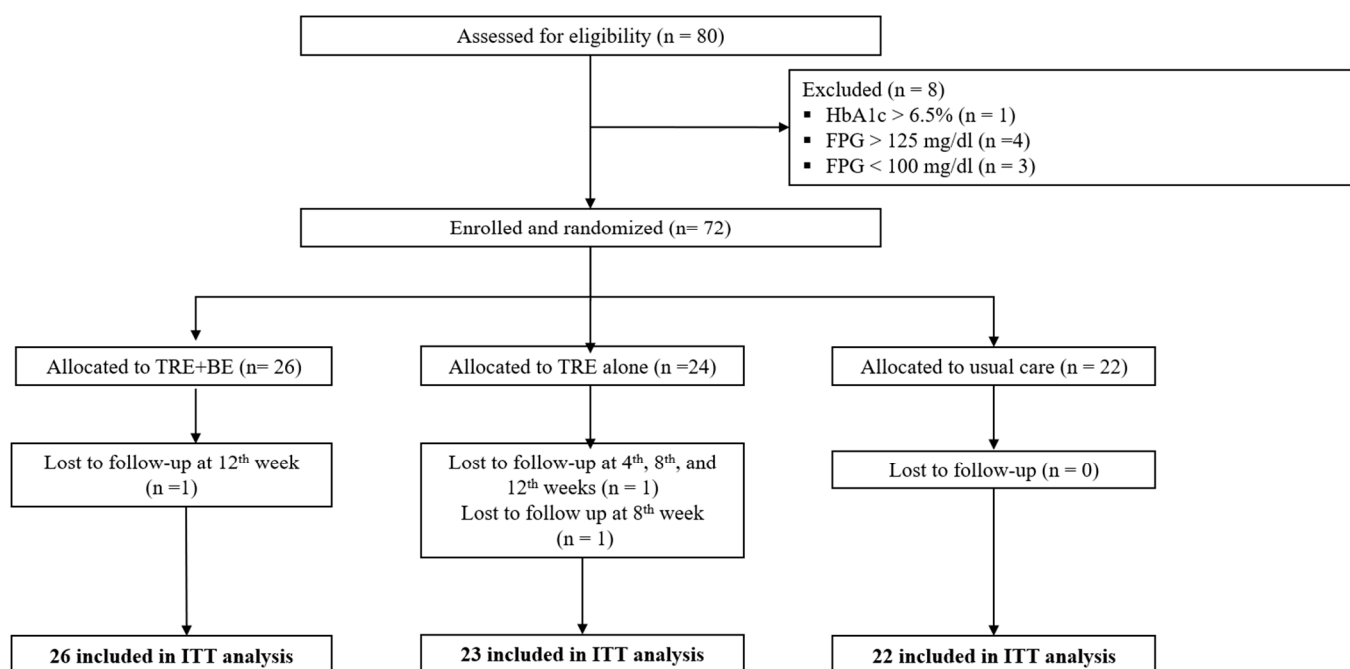 Assessed for eligibility (n = 80)
Excluded (n = 8)
▪ HbA1c > 6.5% (n = 1)
▪ FPG > 125 mg/dl (n =4)
▪ FPG < 100 mg/dl (n = 3)
Enrolled and randomized (n= 72)
Allocated to TRE+BE (n= 26)
Allocated to TRE alone (n =24)
Allocated to usual care (n = 22)
Lost to follow-up at 12th week
(n =1)
Lost to follow-up at 4th, 8th, and
12th weeks (n = 1)
Lost to follow up at 8th week
(n = 1)
Lost to follow-up (n = 0)
26 included in ITT analysis
23 included in ITT analysis
22 included in ITT analysis